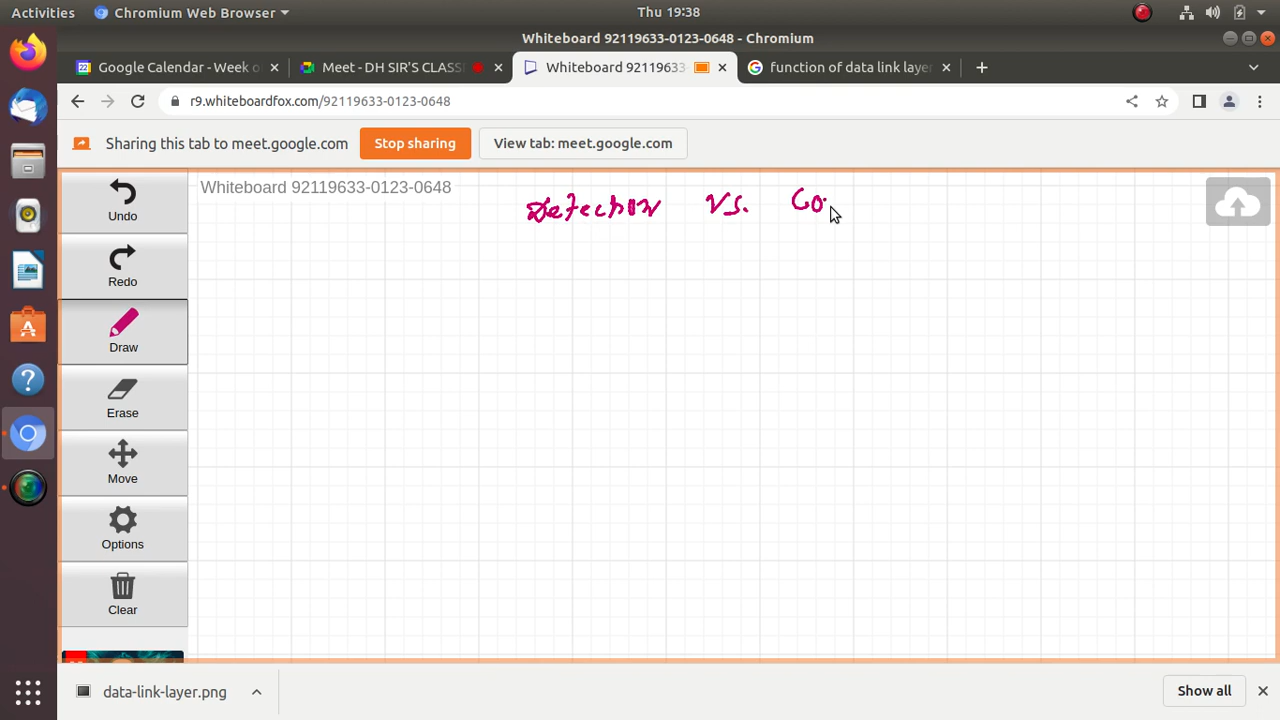 Activities
Chromium Web Browser
Thu 19:38
Whiteboard 92119633-0123-0648 - Chromium
Google Calendar - Week o
Meet - DH SIR'S CLASS
Whiteboard 92119633
function of data link layer
r9.whiteboardfox.com/92119633-0123-0648
Sharing this tab to meet.google.com
Stop sharing
View tab: meet.google.com
Whiteboard 92119633-0123-0648
Detection Vs. Co
Undo
Redo
Draw
Erase
Move
Options
Clear
data-link-layer.png
Show all